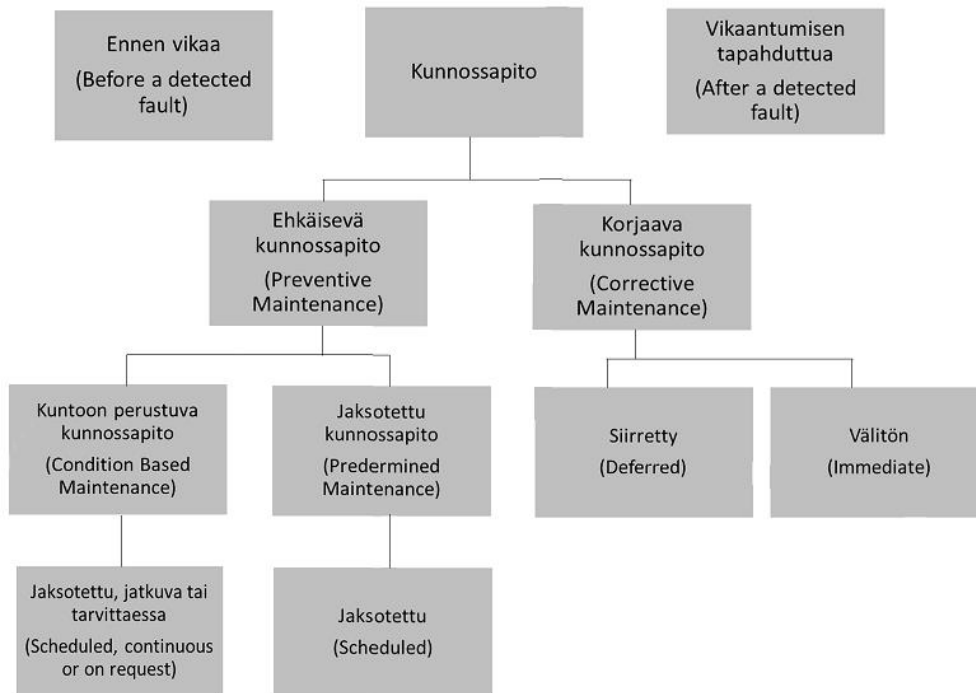 Ennen vikaa
(Before a detected
fault)
Kunnossapito
Vikaantumisen
tapahduttua
(After a detected
fault)
Ehkäisevä
kunnossapito
(Preventive
Maintenance)
Korjaava
kunnossapito
(Corrective
Maintenance)
Kuntoon perustuva
kunnossapito
(Condition Based
Maintenance)
Jaksotettu
kunnossapito
(Predermined
Maintenance)
Siirretty
(Deferred)
Välitön
(Immediate)
Jaksotettu, jatkuva tai
tarvittaessa
(Scheduled, continuous
or on request)
Jaksotettu
(Scheduled)